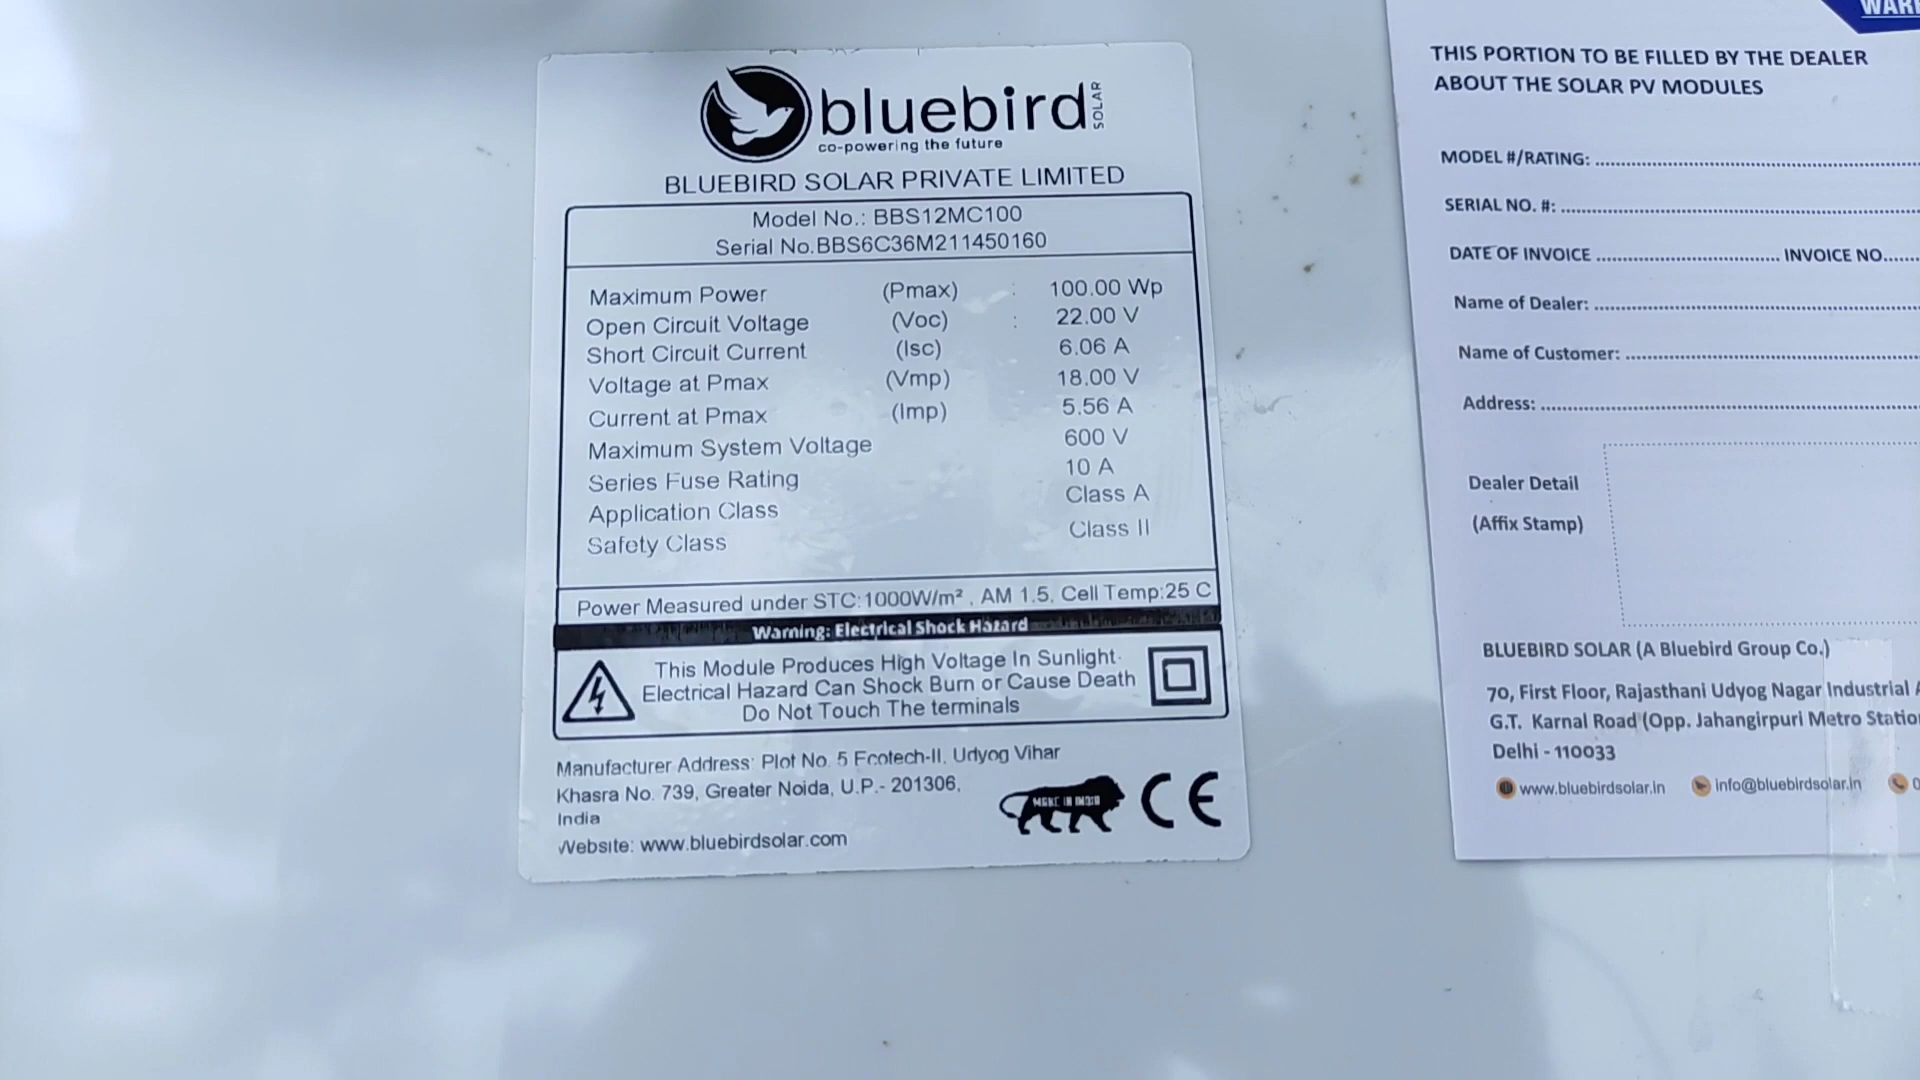 bluebird SOLAR
co-powering the future
BLUEBIRD SOLAR PRIVATE LIMITED
Model No.: BBS12MC100
Serial No.BBS6C36M211450160
Maximum Power (Pmax) : 100.00 Wp
Open Circuit Voltage (Voc) : 22.00 V
Short Circuit Current (Isc) 6.06 A
Voltage at Pmax (Vmp) 18.00 V
Current at Pmax (Imp) 5.56 A
Maximum System Voltage 600 V
Series Fuse Rating 10 A
Application Class Class A
Safety Class Class II
Power Measured under STC:1000W/m² , AM 1.5, Cell Temp:25 C
Warning: Electrical Shock Hazard
This Module Produces High Voltage In Sunlight
Electrical Hazard Can Shock Burn or Cause Death
Do Not Touch The terminals
Manufacturer Address: Plot No. 5 Ecotech-II, Udyog Vihar
Khasra No. 739, Greater Noida, U.P.- 201306,
India
Website: www.bluebirdsolar.com
MAKE IN INDIA
CE
THIS PORTION TO BE FILLED BY THE DEALER
ABOUT THE SOLAR PV MODULES
MODEL #/RATING:
SERIAL NO. #:
DATE OF INVOICE INVOICE NO.
Name of Dealer:
Name of Customer:
Address:
Dealer Detail
(Affix Stamp)
BLUEBIRD SOLAR (A Bluebird Group Co.)
70, First Floor, Rajasthani Udyog Nagar Industrial
G.T. Karnal Road (Opp. Jahangirpuri Metro
Delhi - 110033
www.bluebirdsolar.in info@bluebirdsolar.in